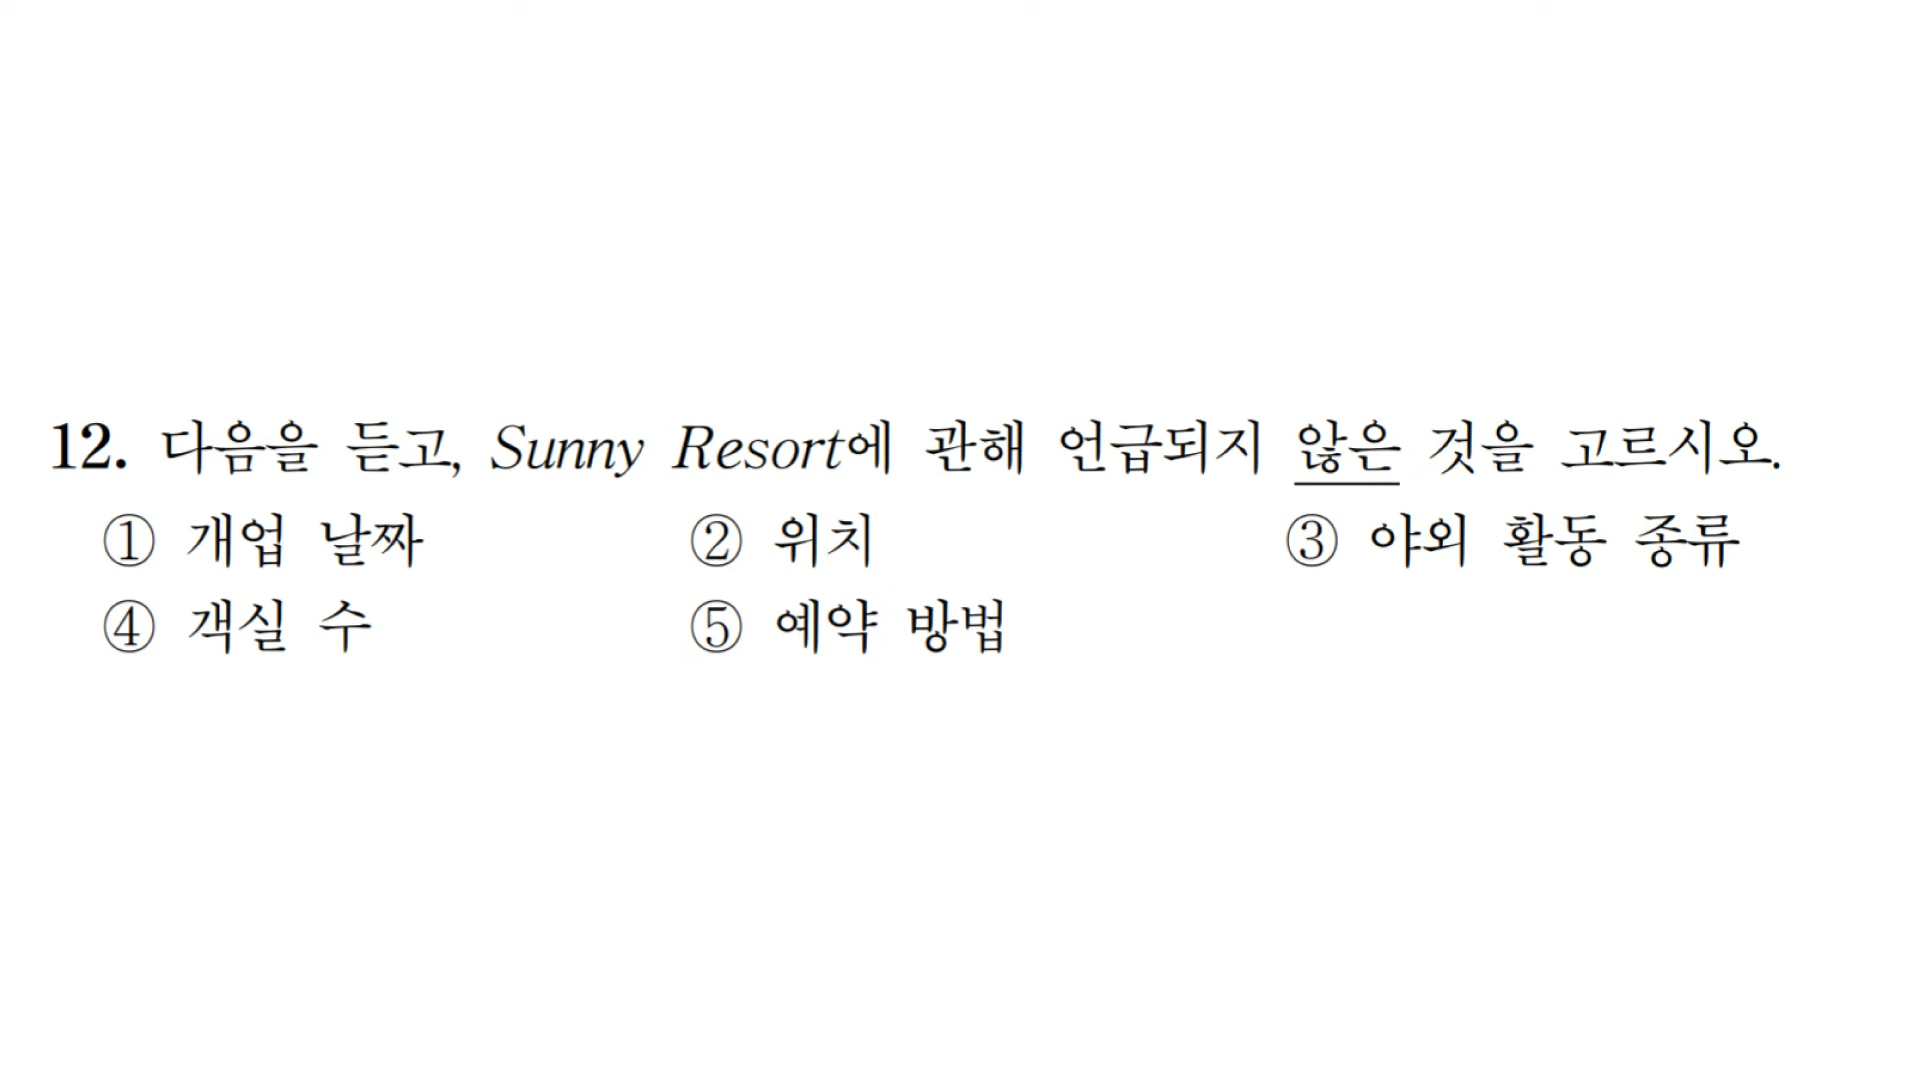 12. 다음을 듣고, Sunny Resort에 관해 언급되지 않은 것을 고르시오.
① 개업 날짜 ② 위치 ③ 야외 활동 종류
④ 객실 수 ⑤ 예약 방법